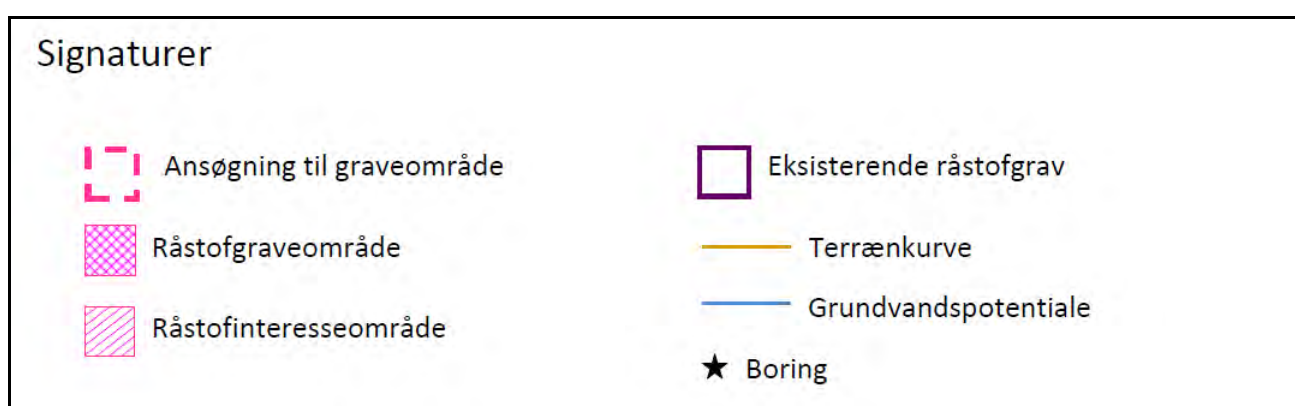 Signaturer
Ansøgning til graveområde
Råstofgraveområde
Råstofinteresseområde
Eksisterende råstofgrav
Terrænkurve
Grundvandspotentiale
Boring